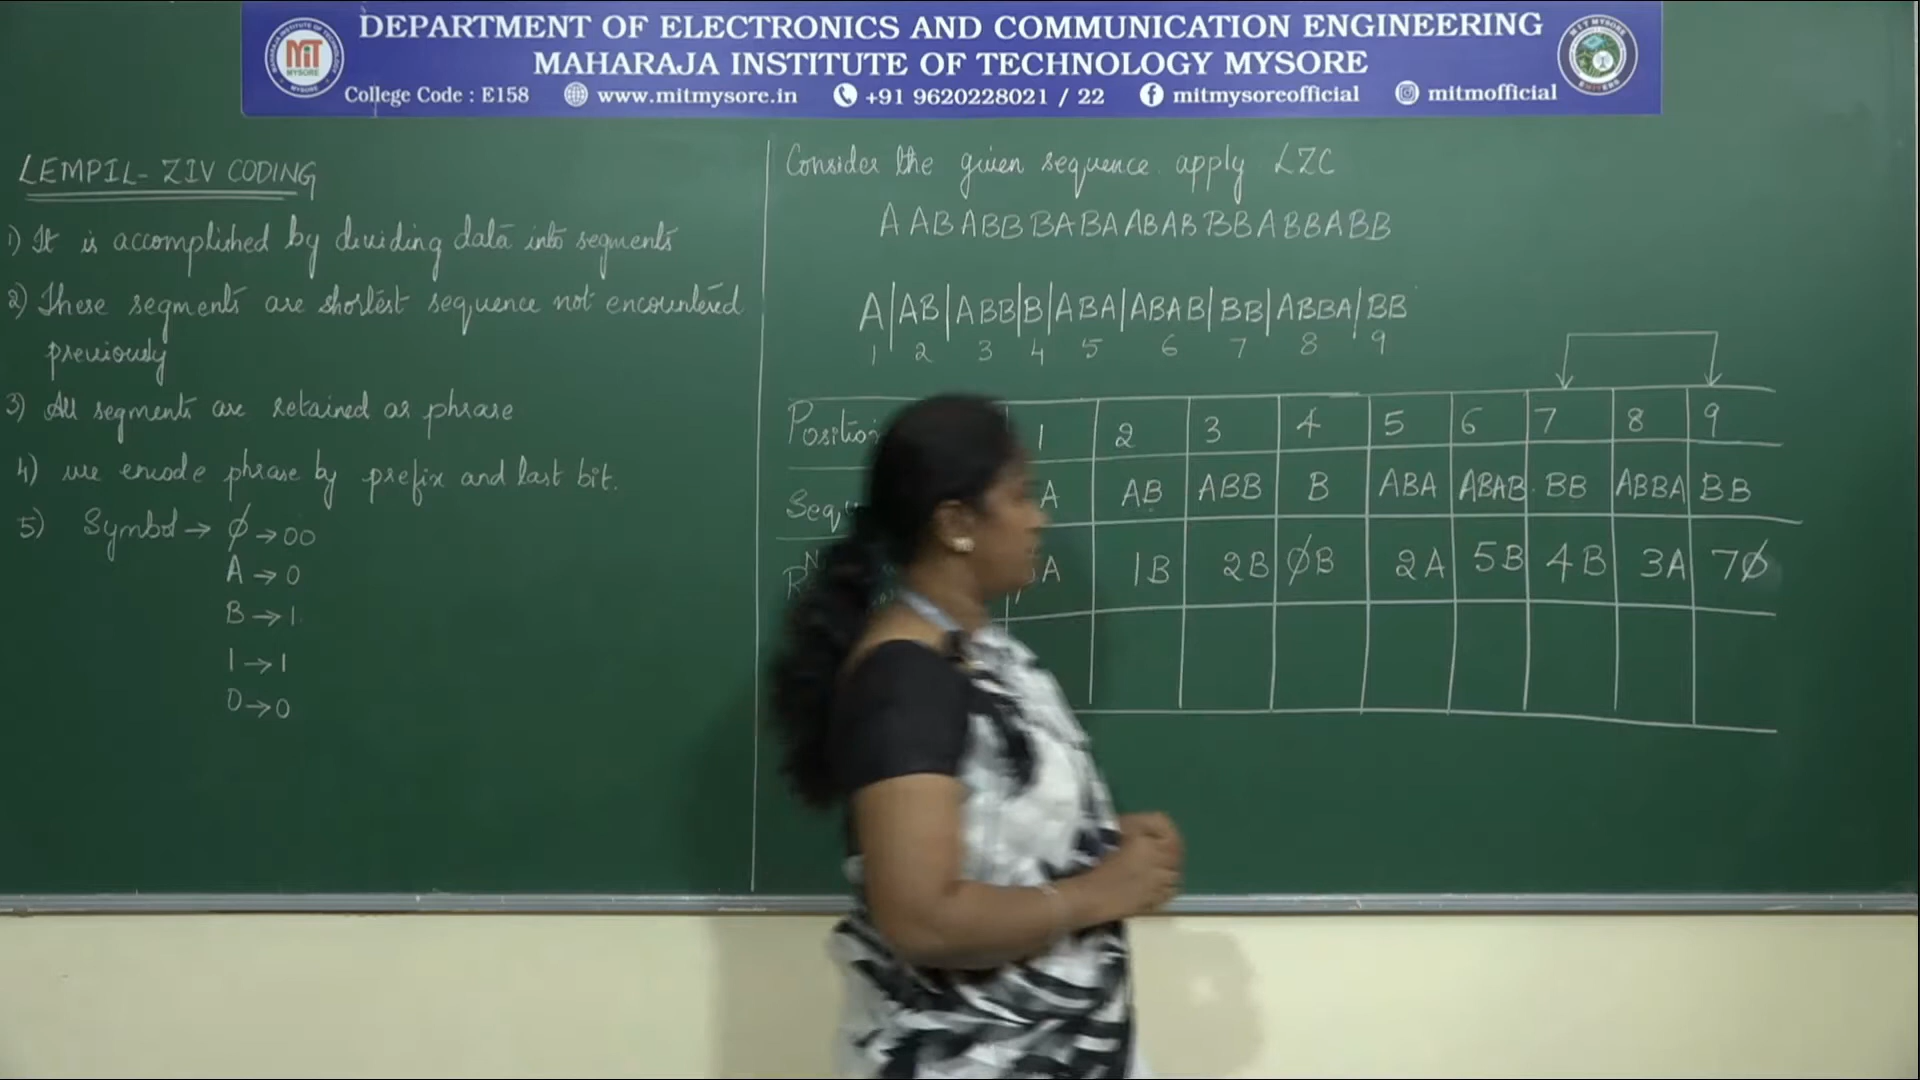 DEPARTMENT OF ELECTRONICS AND COMMUNICATION ENGINEERING
MAHARAJA INSTITUTE OF TECHNOLOGY MYSORE
College Code : E158 www.mitmysore.in +91 9620228021 / 22 mitmysoreofficial mitmofficial
MIT
MYSORE
LEMPIL-ZIV CODING
1) It is accomplished by dividing data into segments
2) These segments are shortest sequence not encountered
previously
3) All segments are retained as phrase
4) we encode phrase by prefix and last bit.
5) Symbol → ϕ → 00
A → 0
B → 1
1 → 1
0 → 0
Consider the given sequence apply LZC
A AB ABB BABA ABAB BB ABBABB
A|AB|ABB|B|ABA|ABAB|BB|ABBA|BB
1 2 3 4 5 6 7 8 9
1 2 3 4 5 6 7 8 9
A AB ABB B ABA ABAB BB ABBA BB
A 1B 2B ϕB 2A 5B 4B 3A 7ϕ